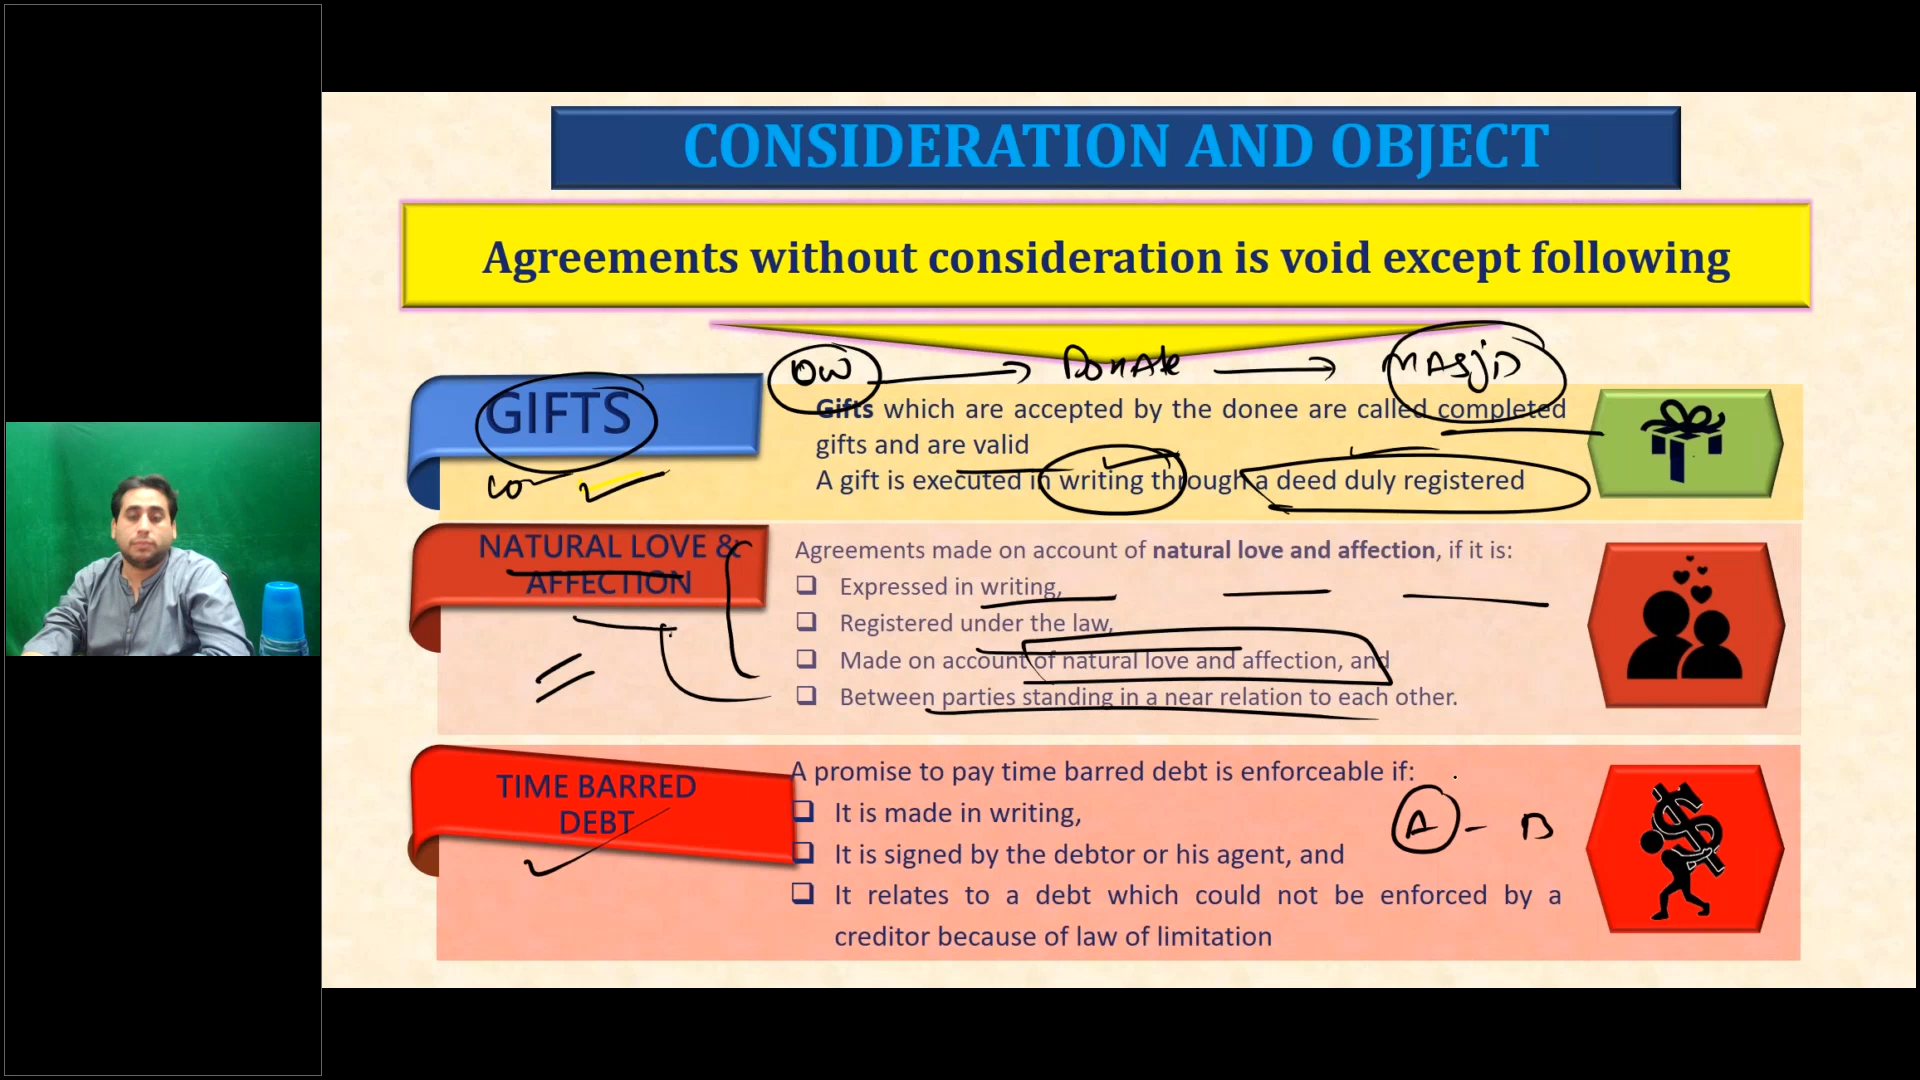 CONSIDERATION AND OBJECT
Agreements without consideration is void except following
OW → DONAte → MASjiD
GIFTS
Gifts which are accepted by the donee are called completed
gifts and are valid
A gift is executed in writing through a deed duly registered
NATURAL LOVE &
AFFECTION
Agreements made on account of natural love and affection, if it is:
❑ Expressed in writing,
❑ Registered under the law,
❑ Made on account of natural love and affection, and
❑ Between parties standing in a near relation to each other.
TIME BARRED
DEBT
A promise to pay time barred debt is enforceable if:
❑ It is made in writing,
A - B
❑ It is signed by the debtor or his agent, and
❑ It relates to a debt which could not be enforced by a
creditor because of law of limitation